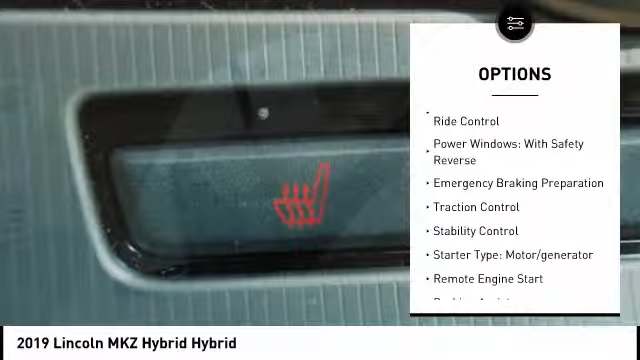 OPTIONS
Ride Control
Power Windows: With Safety
Reverse
Emergency Braking Preparation
Traction Control
Stability Control
Starter Type: Motor/generator
Remote Engine Start
2019 Lincoln MKZ Hybrid Hybrid